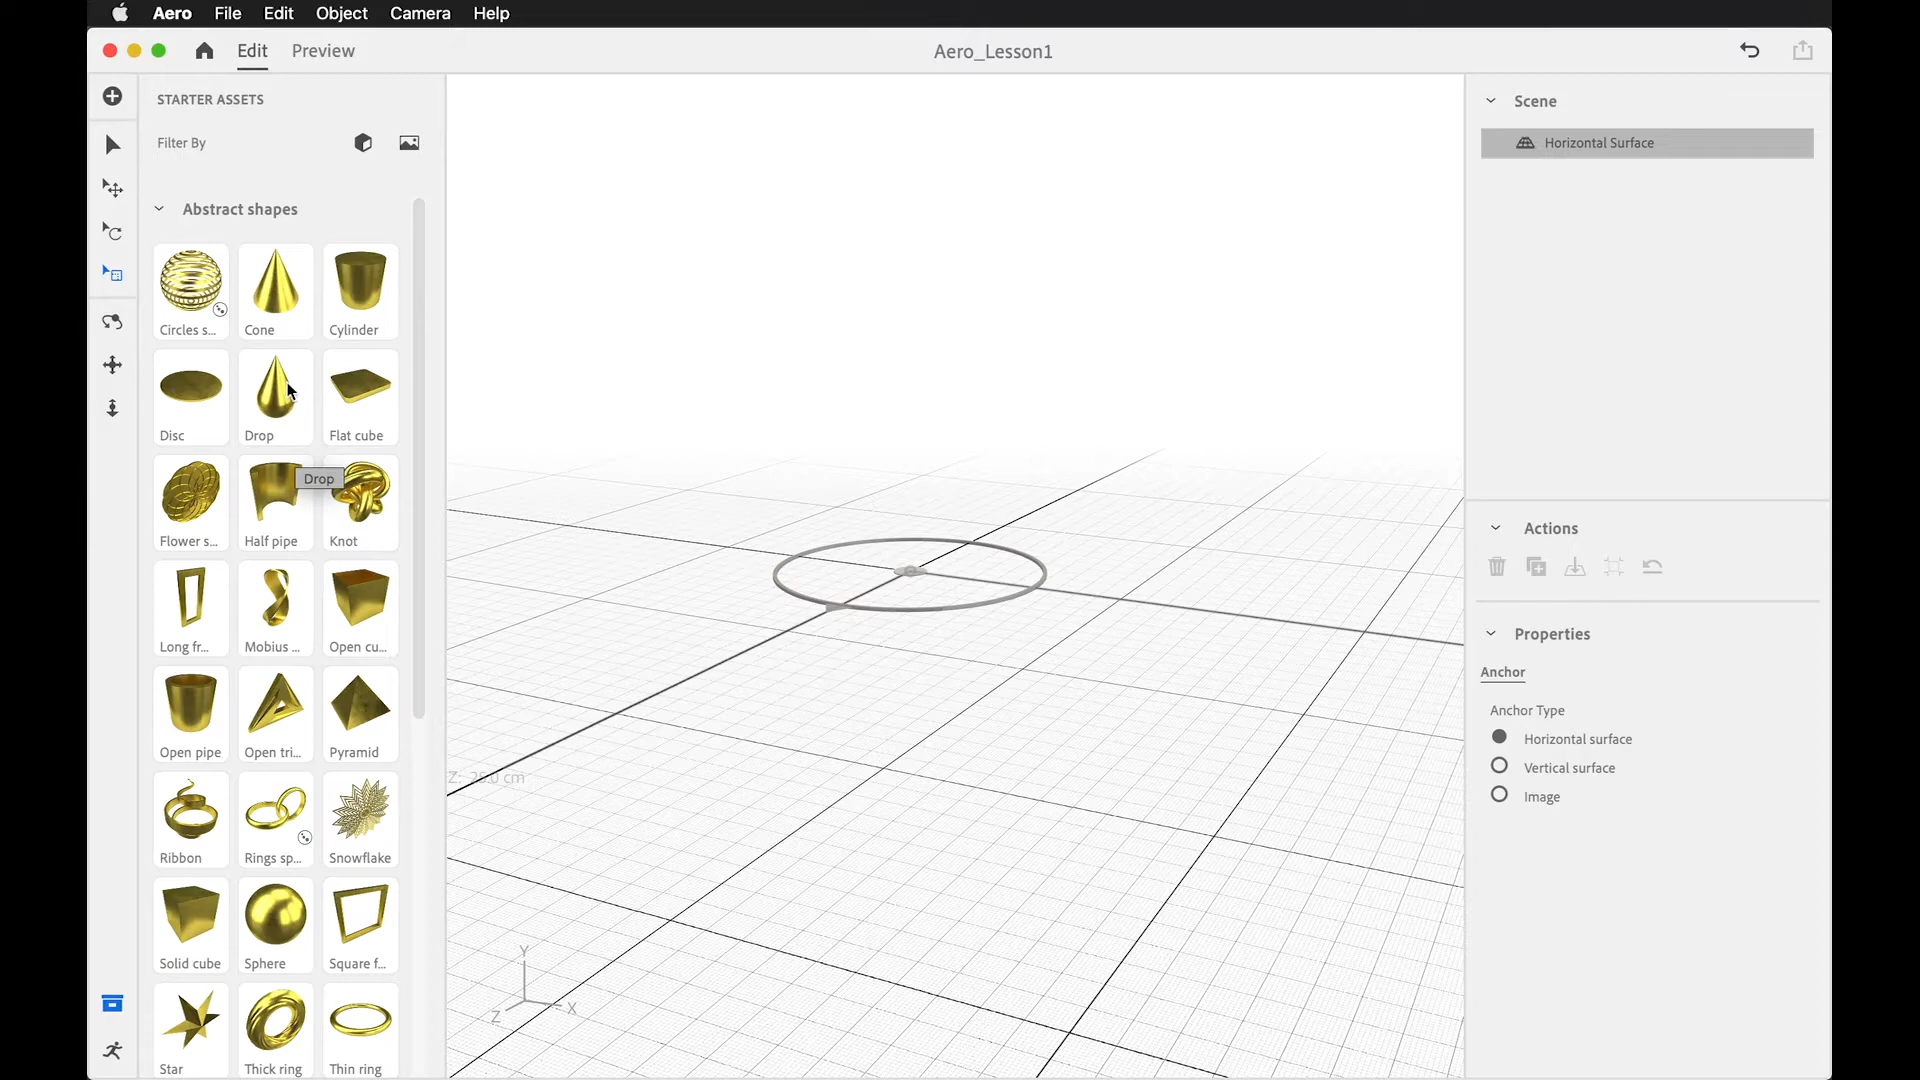 Aero File Edit Object Camera Help
Edit Preview Aero_Lesson1
STARTER ASSETS
Filter By
Abstract shapes
Circles s... Cone Cylinder
Disc Drop Flat cube
Drop
Flower s... Half pipe Knot
Long fr... Mobius ... Open cu...
Open pipe Open tri... Pyramid
Ribbon Rings sp... Snowflake
Solid cube Sphere Square f...
Star Thick ring Thin ring
Z: 25.0 cm
Y
Z X
Scene
Horizontal Surface
Actions
Properties
Anchor
Anchor Type
Horizontal surface
Vertical surface
Image